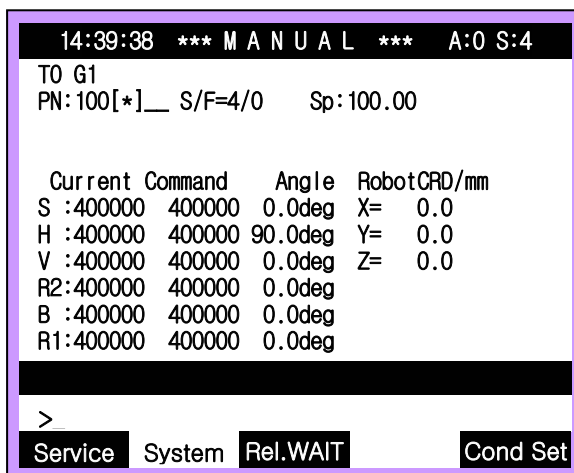 14:39:38 *** M A N U A L *** A:0 S:4
T0 G1
PN:100[*]__ S/F=4/0 Sp:100.00
Current Command Angle RobotCRD/mm
S :400000 400000 0.0deg X= 0.0
H :400000 400000 90.0deg Y= 0.0
V :400000 400000 0.0deg Z= 0.0
R2:400000 400000 0.0deg
B :400000 400000 0.0deg
R1:400000 400000 0.0deg
>_
Service System Rel.WAIT Cond Set